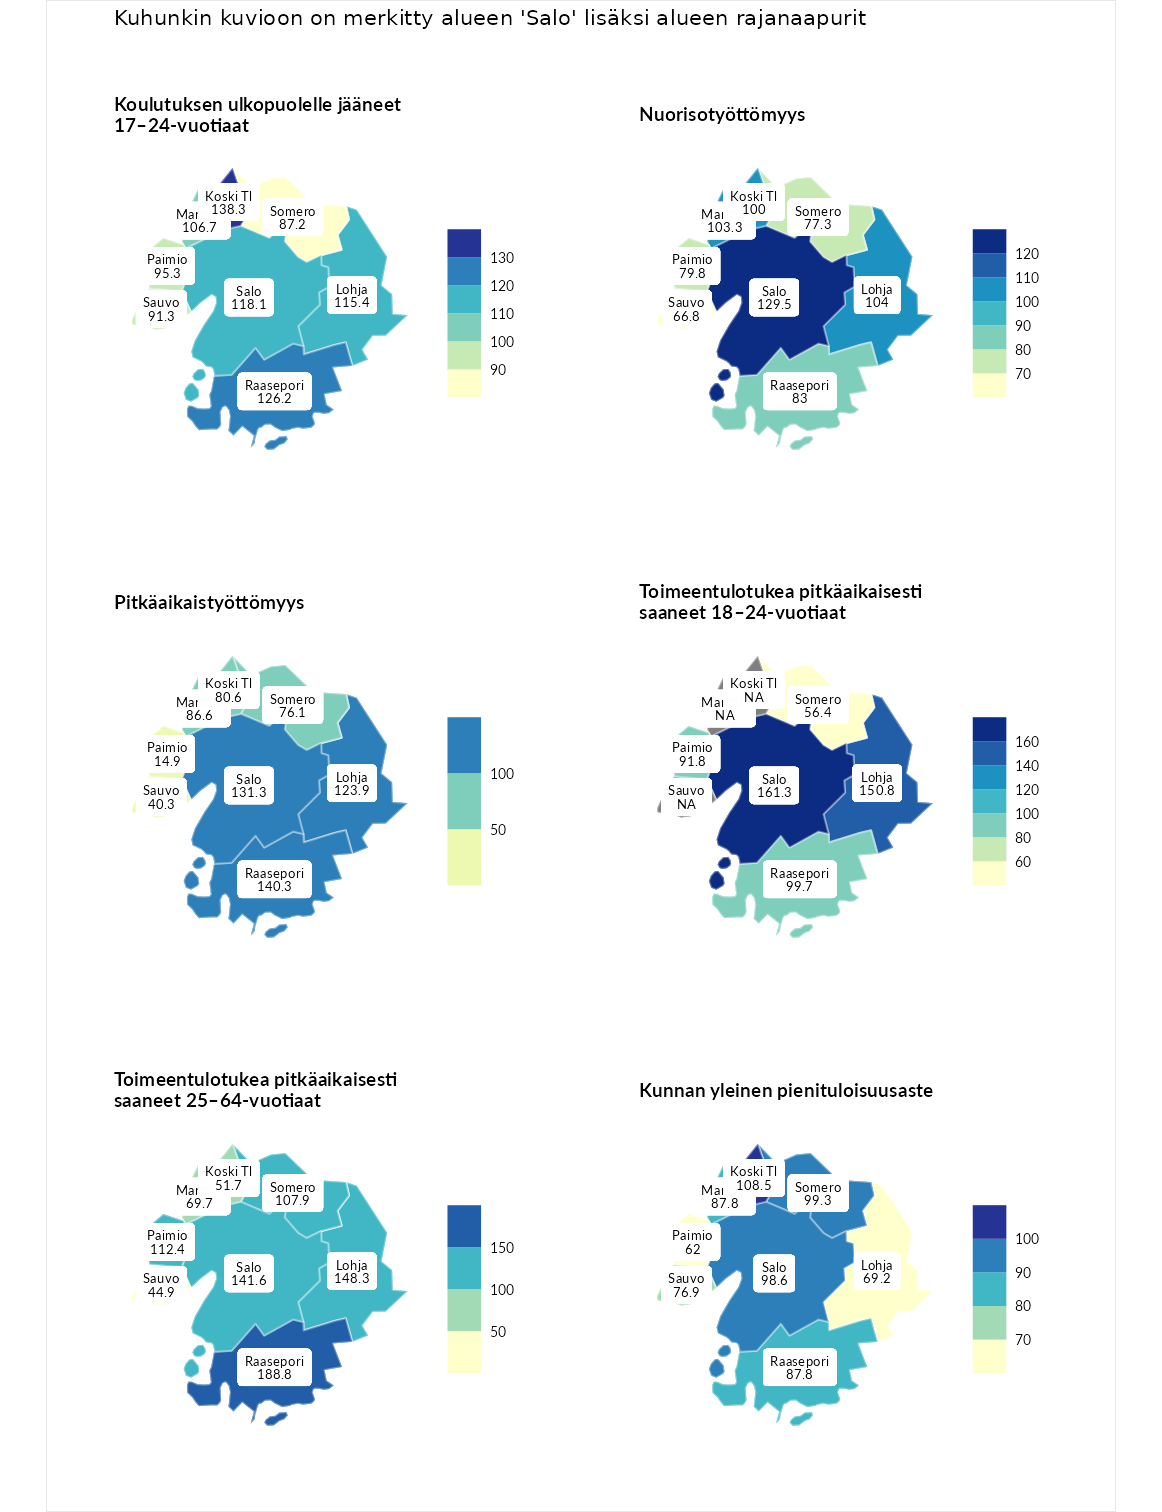 Kuhunkin kuvioon on merkitty alueen 'Salo' lisäksi alueen rajanaapurit
Koulutuksen ulkopuolelle jääneet
17–24-vuotiaat
Koski Tl
138.3
106.7
Somero
87.2
Paimio
95.3
Salo
118.1
Lohja
115.4
Sauvo
91.3
Raasepori
126.2
130
120
110
100
90
Nuorisotyöttömyys
Koski Tl
100
103.3
Somero
77.3
Paimio
79.8
Salo
129.5
Lohja
104
Sauvo
66.8
Raasepori
83
120
110
100
90
80
70
Pitkäaikaistyöttömyys
Koski Tl
80.6
86.6
Somero
76.1
Paimio
14.9
Salo
131.3
Lohja
123.9
Sauvo
40.3
Raasepori
140.3
100
50
Toimeentulotukea pitkäaikaisesti
saaneet 18–24-vuotiaat
Koski Tl
NA
NA
Somero
56.4
Paimio
91.8
Salo
161.3
Lohja
150.8
Sauvo
NA
Raasepori
99.7
160
140
120
100
80
60
Toimeentulotukea pitkäaikaisesti
saaneet 25–64-vuotiaat
Koski Tl
51.7
69.7
Somero
107.9
Paimio
112.4
Salo
141.6
Lohja
148.3
Sauvo
44.9
Raasepori
188.8
150
100
50
Kunnan yleinen pienituloisuusaste
Koski Tl
108.5
87.8
Somero
99.3
Paimio
62
Salo
98.6
Lohja
69.2
Sauvo
76.9
Raasepori
87.8
100
90
80
70